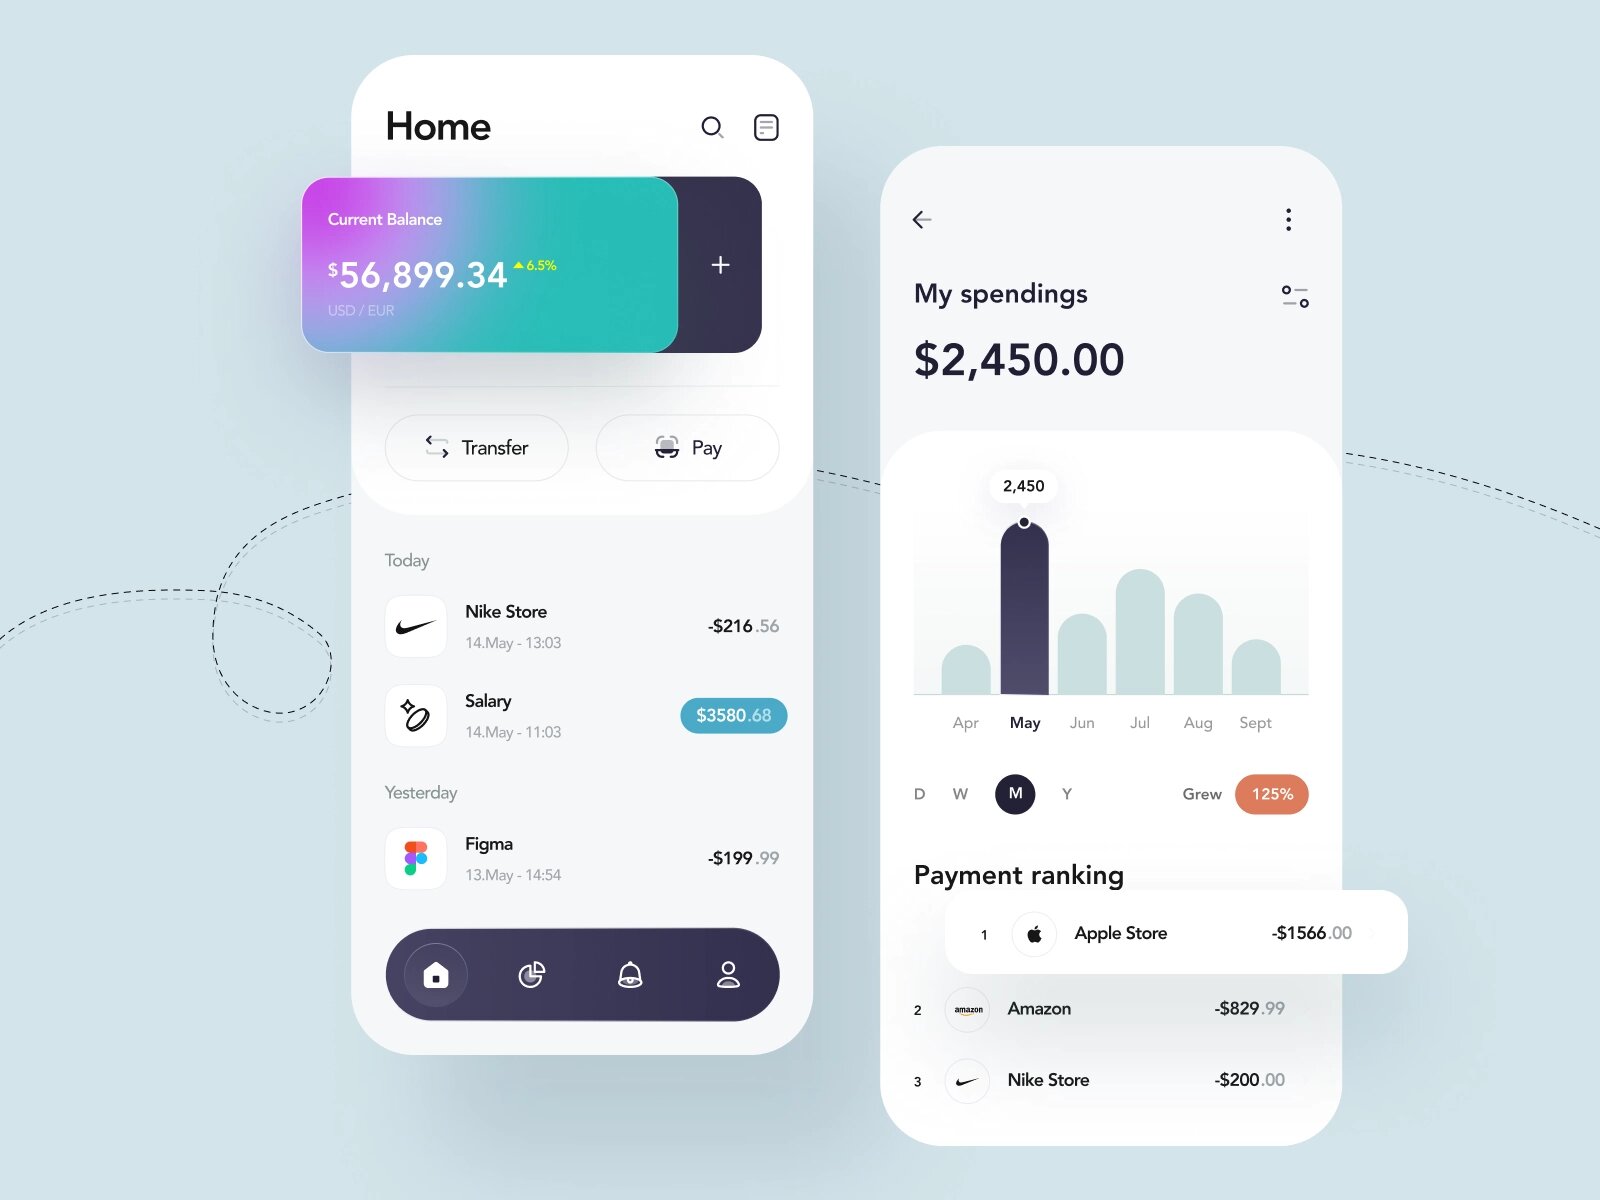 Home
Current Balance
$56,899.34 6.5%
USD / EUR
Transfer
Pay
Today
Nike Store
-$216.56
14.May - 13:03
Salary
$3580.68
14.May - 11:03
Yesterday
Figma
-$199.99
13.May - 14:54
My spendings
$2,450.00
2,450
Apr May Jun Jul Aug Sept
D W M Y Grew 125%
Payment ranking
1 Apple Store -$1566.00
2 amazon Amazon -$829.99
3 Nike Store -$200.00